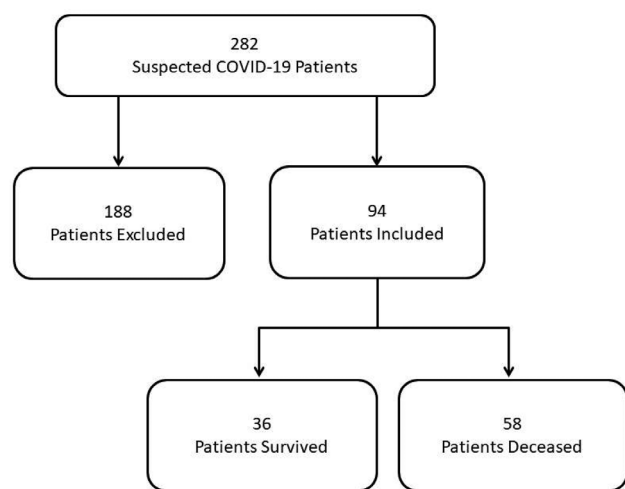 282
Suspected COVID-19 Patients
188
Patients Excluded
94
Patients Included
36
Patients Survived
58
Patients Deceased